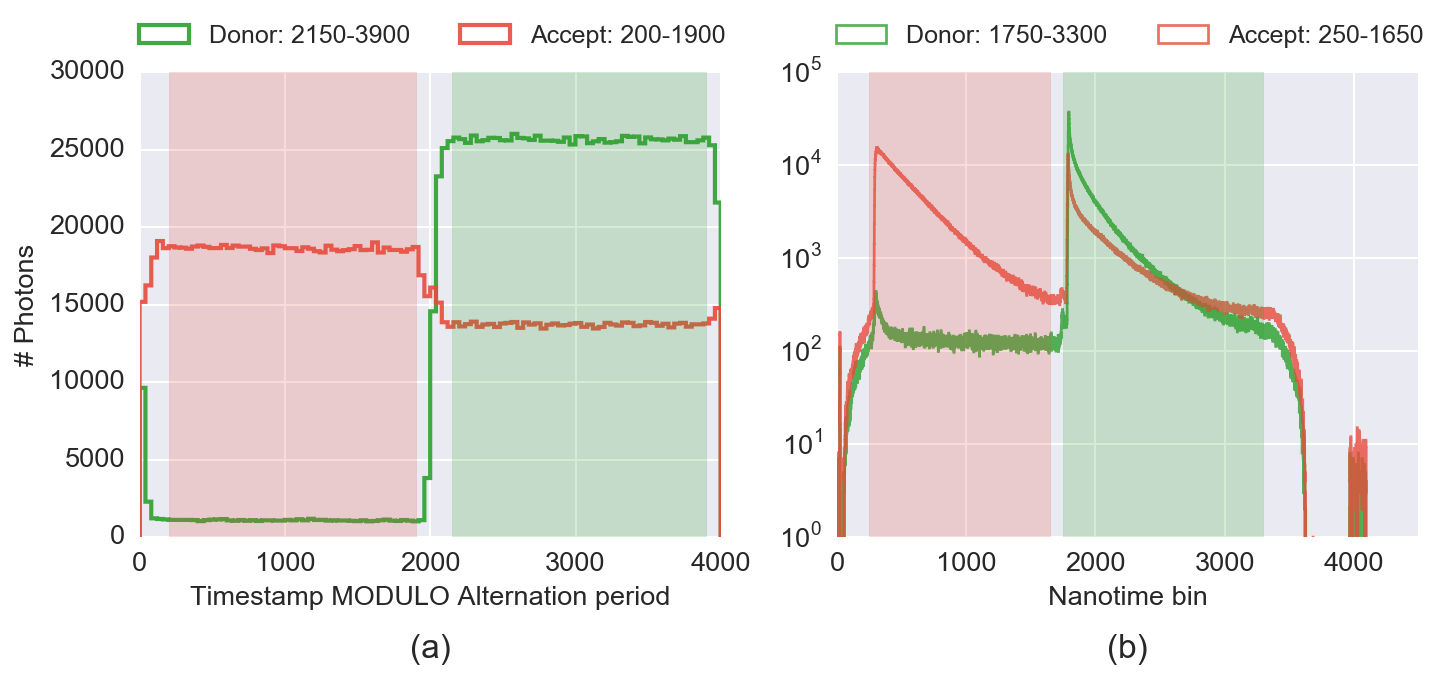 Donor: 2150-3900 Accept: 200-1900
30000
25000
20000
15000
10000
5000
0
# Photons
0 1000 2000 3000 4000
Timestamp MODULO Alternation period
(a)
Donor: 1750-3300 Accept: 250-1650
10^5
10^4
10^3
10^2
10^1
10^0
0 1000 2000 3000 4000
Nanotime bin
(b)